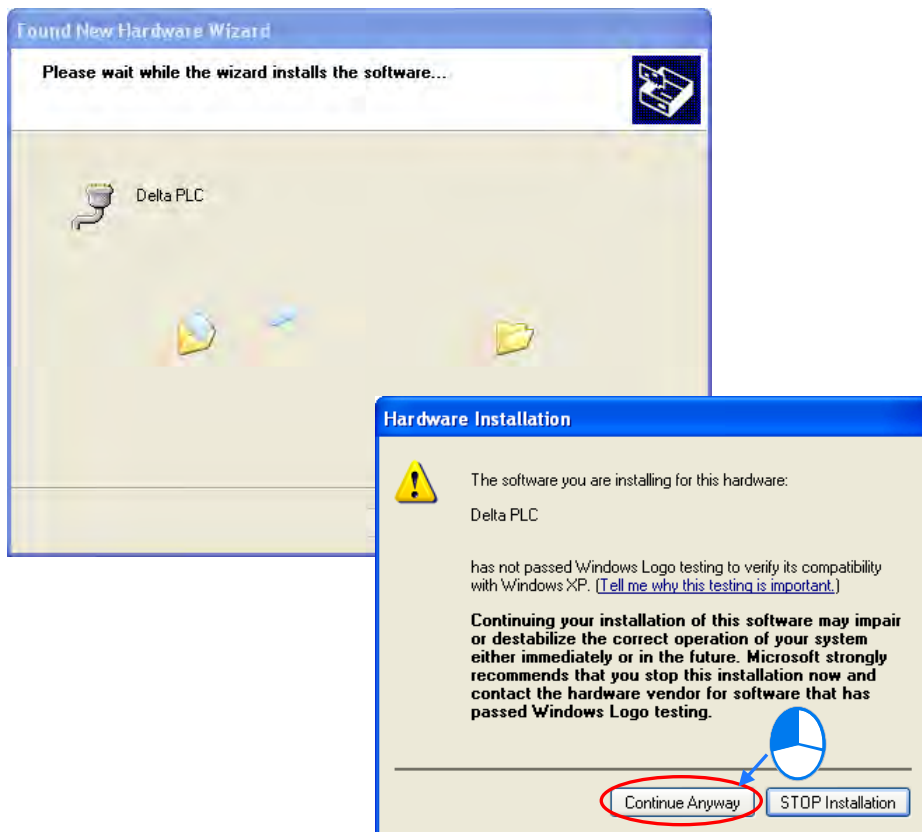 Found New Hardware Wizard
Please wait while the wizard installs the software...
Delta PLC
Hardware Installation
The software you are installing for this hardware:
Delta PLC
has not passed Windows Logo testing to verify its compatibility
with Windows XP. (Tell me why this testing is important.)
Continuing your installation of this software may impair
or destabilize the correct operation of your system
either immediately or in the future. Microsoft strongly
recommends that you stop this installation now and
contact the hardware vendor for software that has
passed Windows Logo testing.
Continue Anyway STOP Installation